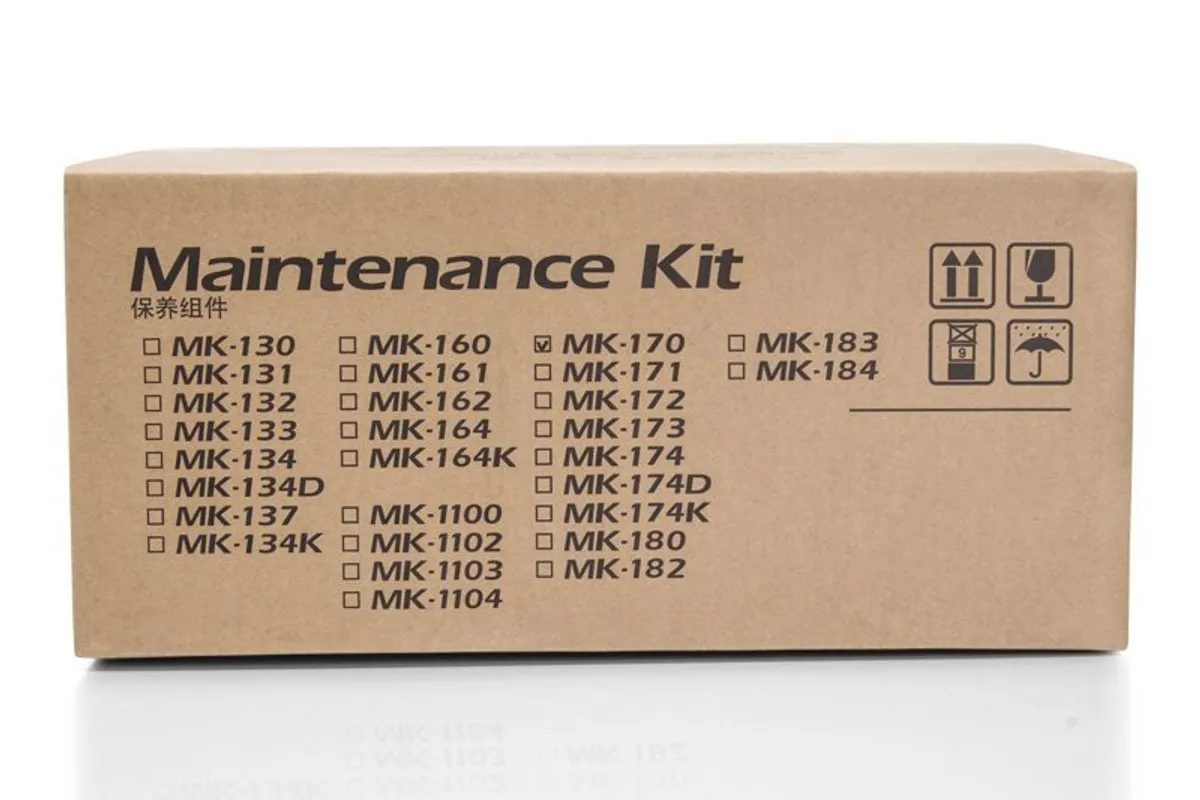 Maintenance Kit
保养组件
☐ MK-130
☐ MK-131
☐ MK-132
☐ MK-133
☐ MK-134
☐ MK-134D
☐ MK-137
☐ MK-134K
☐ MK-160
☐ MK-161
☐ MK-162
☐ MK-164
☐ MK-164K
☐ MK-1100
☐ MK-1102
☐ MK-1103
☐ MK-1104
☑ MK-170
☐ MK-171
☐ MK-172
☐ MK-173
☐ MK-174
☐ MK-174D
☐ MK-174K
☐ MK-180
☐ MK-182
☐ MK-183
☐ MK-184
9